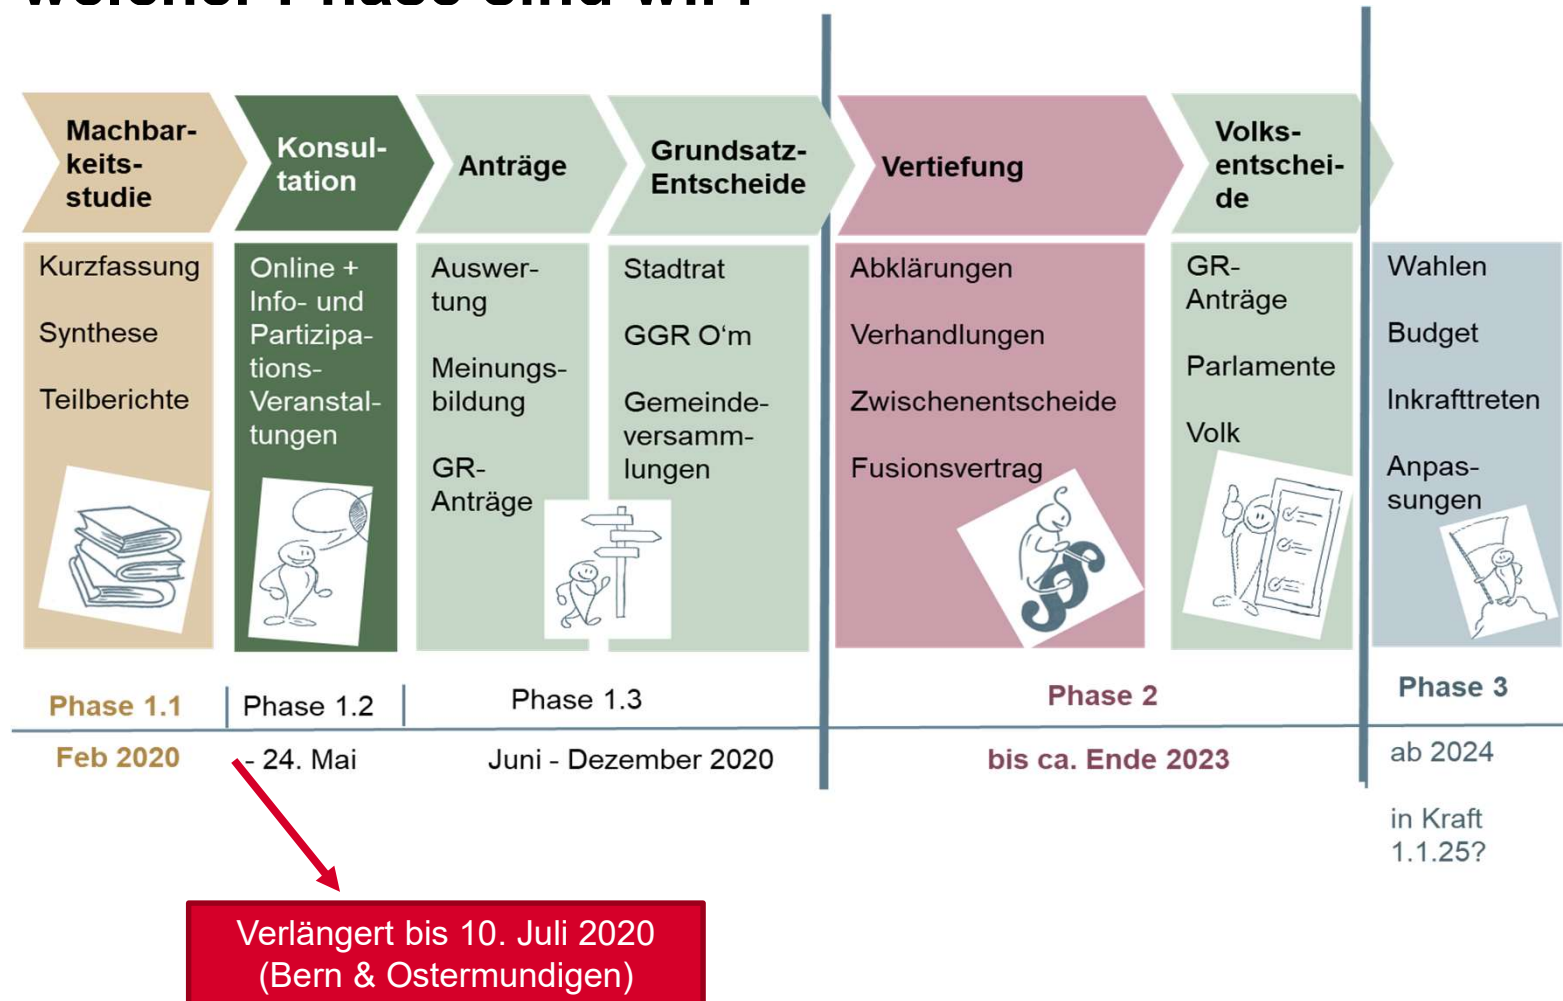 welcher Phase sind wir?
Machbar-
keits-
studie
Konsul-
tation
Anträge
Grundsatz-
Entscheide
Vertiefung
Volks-
entschei-
de
Kurzfassung
Synthese
Teilberichte
Online +
Info- und
Partizipa-
tions-
Veranstal-
tungen
Auswer-
tung
Meinungs-
bildung
GR-
Anträge
Stadtrat
GGR O‘m
Gemeinde-
versamm-
lungen
Abklärungen
Verhandlungen
Zwischenentscheide
Fusionsvertrag
GR-
Anträge
Parlamente
Volk
Wahlen
Budget
Inkrafttreten
Anpas-
sungen
Phase 1.1
Phase 1.2
Phase 1.3
Phase 2
Phase 3
Feb 2020
- 24. Mai
Juni - Dezember 2020
bis ca. Ende 2023
ab 2024
in Kraft
1.1.25?
Verlängert bis 10. Juli 2020
(Bern & Ostermundigen)